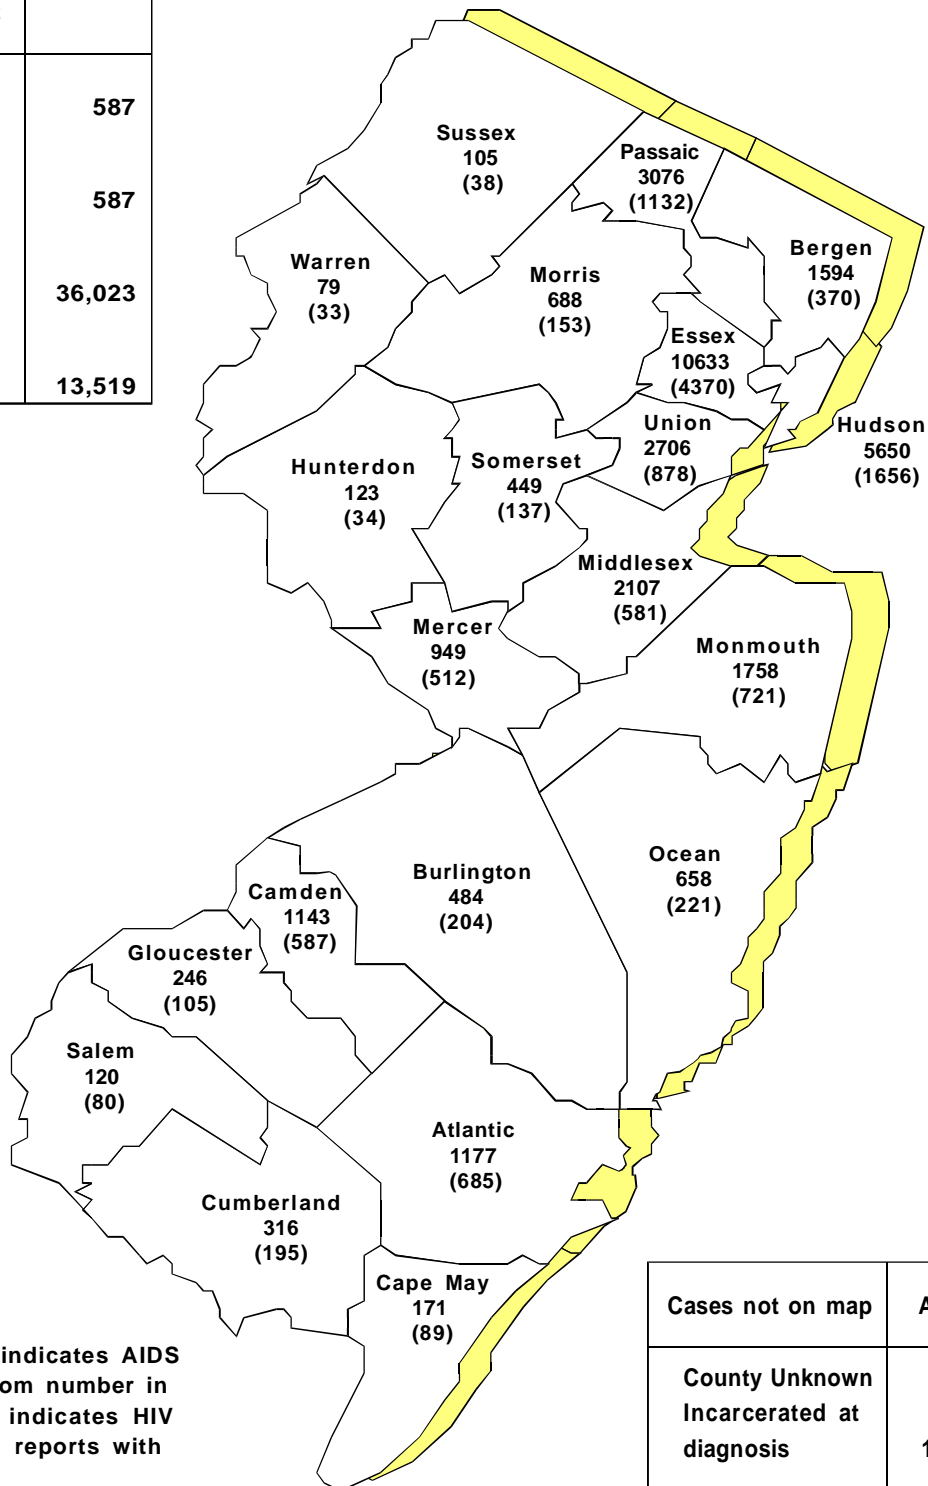 587
587
36,023
13,519
Sussex
105
(38)
Passaic
3076
(1132)
Bergen
1594
(370)
Warren
79
(33)
Morris
688
(153)
Essex
10633
(4370)
Hudson
5650
(1656)
Union
2706
(878)
Hunterdon
123
(34)
Somerset
449
(137)
Middlesex
2107
(581)
Mercer
949
(512)
Monmouth
1758
(721)
Ocean
658
(221)
Burlington
484
(204)
Camden
1143
(587)
Gloucester
246
(105)
Salem
120
(80)
Atlantic
1177
(685)
Cumberland
316
(195)
Cape May
171
(89)
indicates AIDS
number in
indicates HIV
reports with
Cases not on map
County Unknown
Incarcerated at
diagnosis